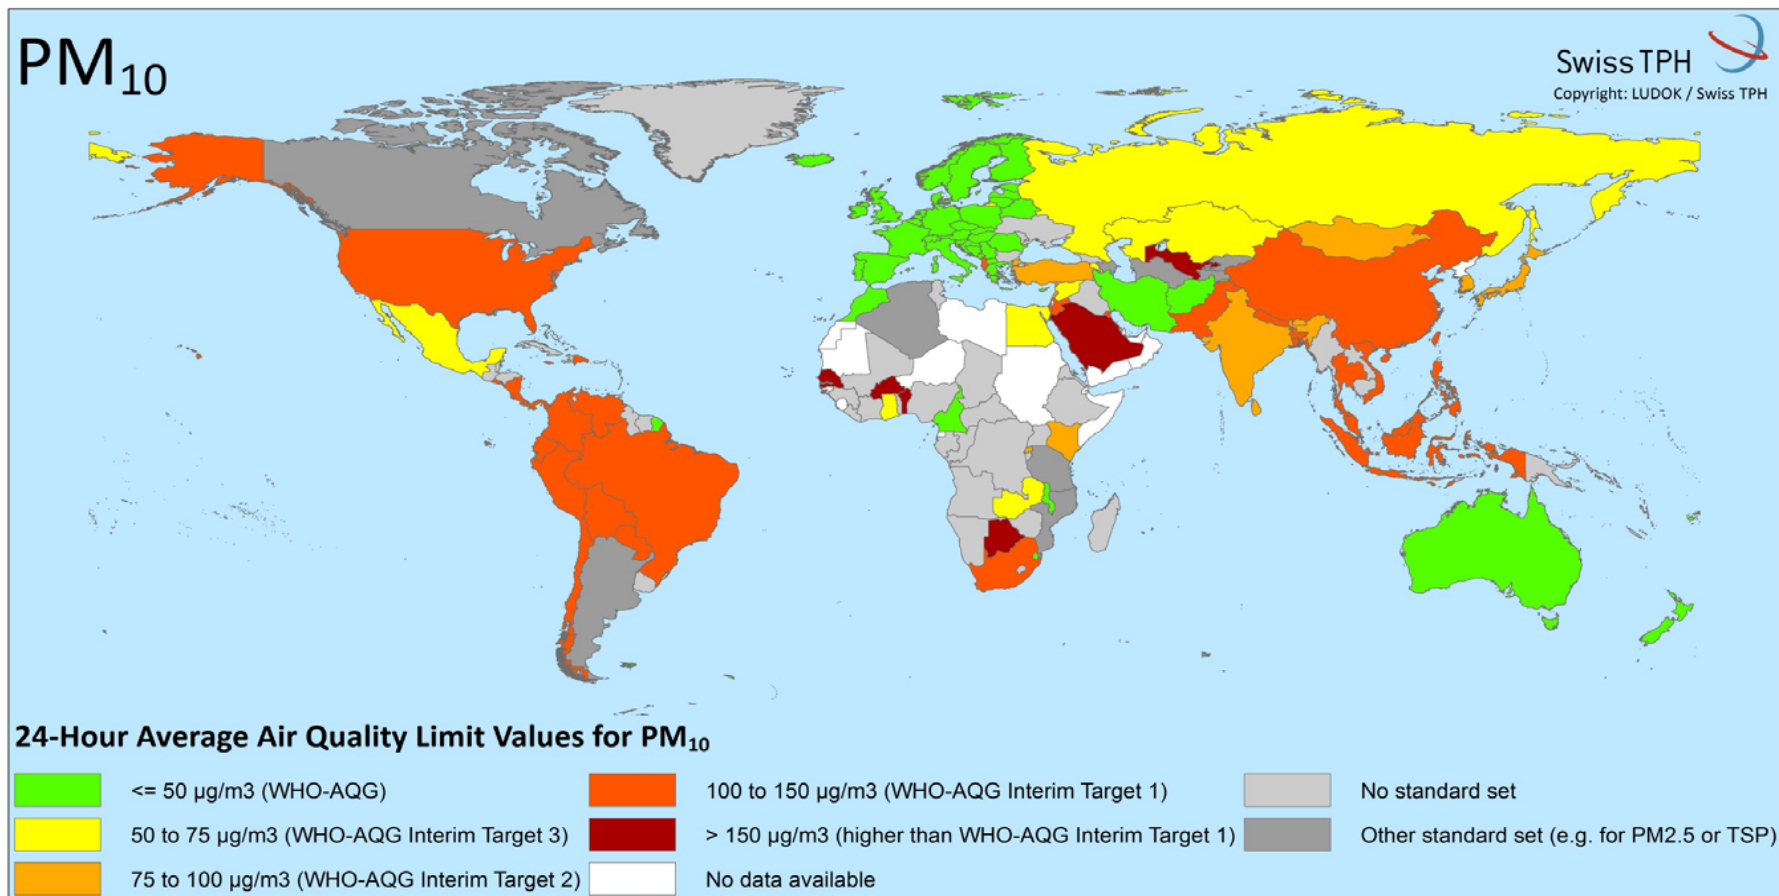 PM₁₀
Swiss TPH
Copyright: LUDOK / Swiss TPH
24-Hour Average Air Quality Limit Values for PM₁₀
<= 50 µg/m3 (WHO-AQG)
50 to 75 µg/m3 (WHO-AQG Interim Target 3)
75 to 100 µg/m3 (WHO-AQG Interim Target 2)
100 to 150 µg/m3 (WHO-AQG Interim Target 1)
> 150 µg/m3 (higher than WHO-AQG Interim Target 1)
No data available
No standard set
Other standard set (e.g. for PM2.5 or TSP)